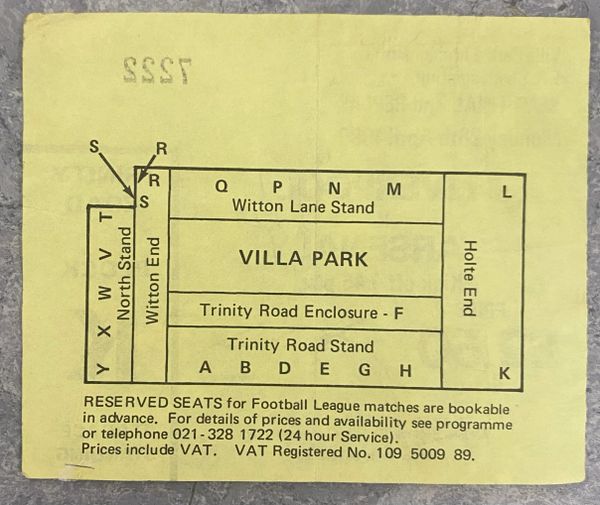 7222
S R
R
S
Q P N M L
Witton Lane Stand
VILLA PARK
Trinity Road Enclosure - F
Trinity Road Stand
A B D E G H K
Y X W V T
North Stand
Witton End
Holte End
RESERVED SEATS for Football League matches are bookable
in advance. For details of prices and availability see programme
or telephone 021-328 1722 (24 hour Service).
Prices include VAT. VAT Registered No. 109 5009 89.